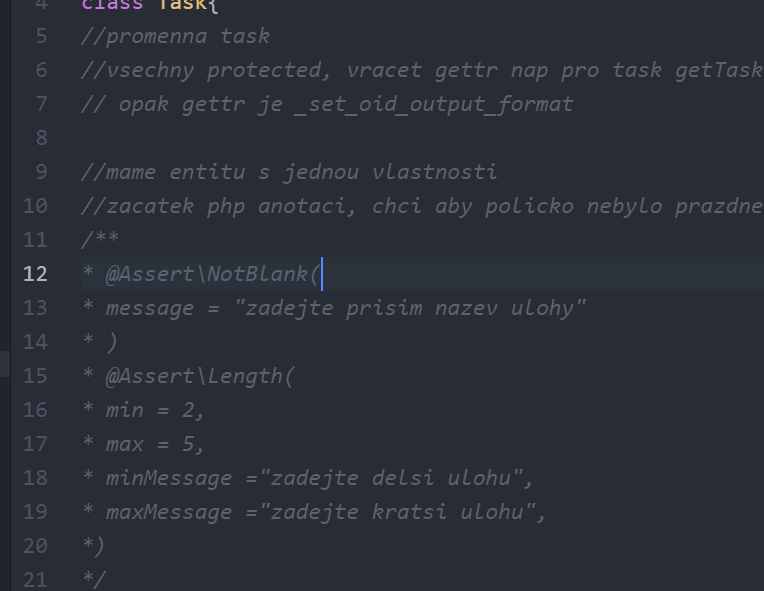 4 class Task{
5 //promenna task
6 //vsechny protected, vracet gettr nap pro task getTask
7 // opak gettr je _set_oid_output_format
8
9 //mame entitu s jednou vlastnosti
10 //zacatek php anotaci, chci aby policko nebylo prazdne
11 /**
12 * @Assert\NotBlank(
13 * message = "zadejte prisim nazev ulohy"
14 * )
15 * @Assert\Length(
16 * min = 2,
17 * max = 5,
18 * minMessage ="zadejte delsi ulohu",
19 * maxMessage ="zadejte kratsi ulohu",
20 *)
21 */